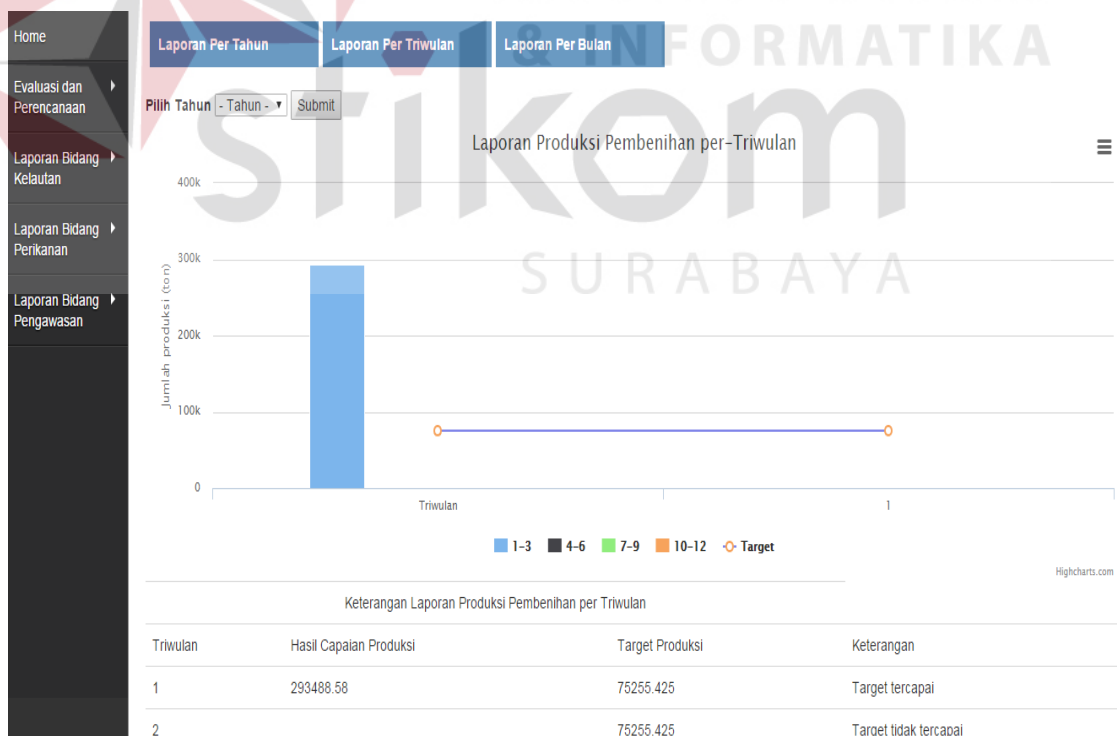 Home
Evaluasi dan
Perencanaan
Laporan Bidang
Kelautan
Laporan Bidang
Perikanan
Laporan Bidang
Pengawasan
Laporan Per Tahun
Laporan Per Triwulan
Laporan Per Bulan
& INFORMATIKA
stikom
SURABAYA
Pilih Tahun - Tahun - Submit
Laporan Produksi Pembenihan per-Triwulan
Jumlah produksi (ton)
400k
300k
200k
100k
0
Triwulan 1
1-3 4-6 7-9 10-12 Target
Highcharts.com
Keterangan Laporan Produksi Pembenihan per Triwulan
Triwulan Hasil Capaian Produksi Target Produksi Keterangan
1 293488.58 75255.425 Target tercapai
2 75255.425 Target tidak tercapai